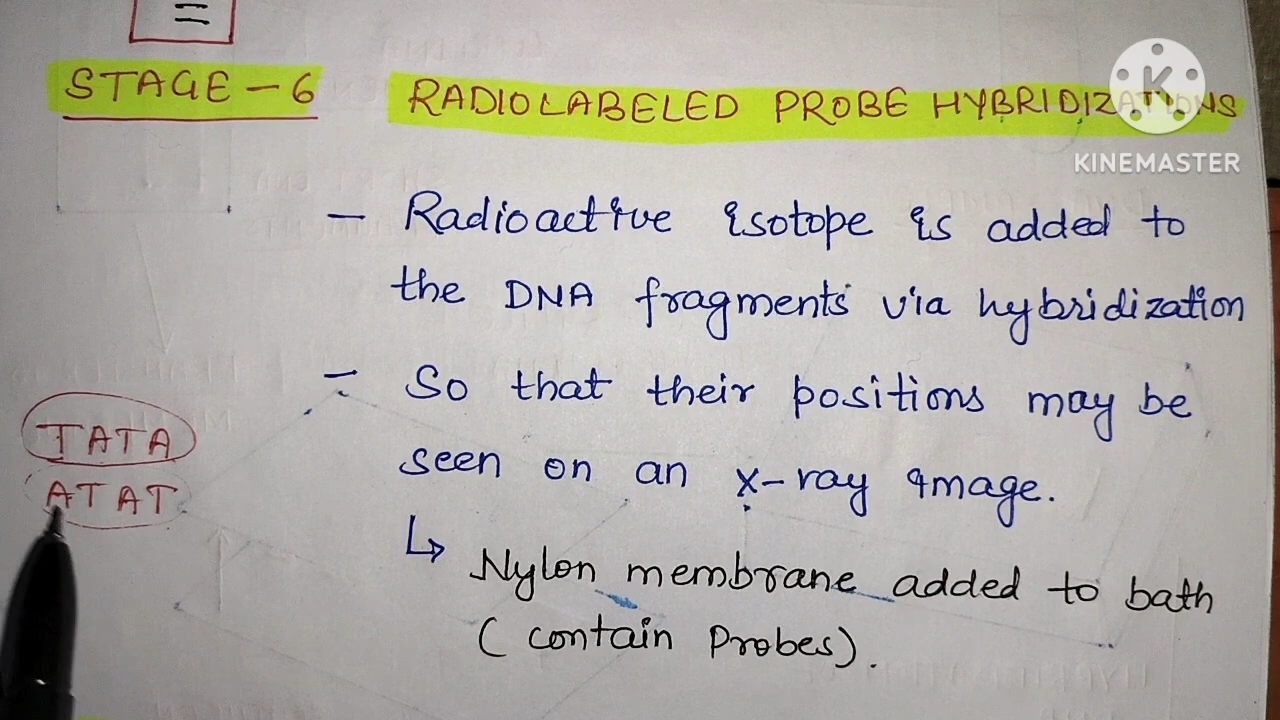 =
STAGE - 6 RADIOLABELED PROBE HYBRIDIZATIONS
K
KINEMASTER
- Radioactive isotope is added to
the DNA fragments via hybridization
- So that their positions may be
seen on an x-ray image.
TATA
ATAT
↳ Nylon membrane added to bath
( contain Probes).